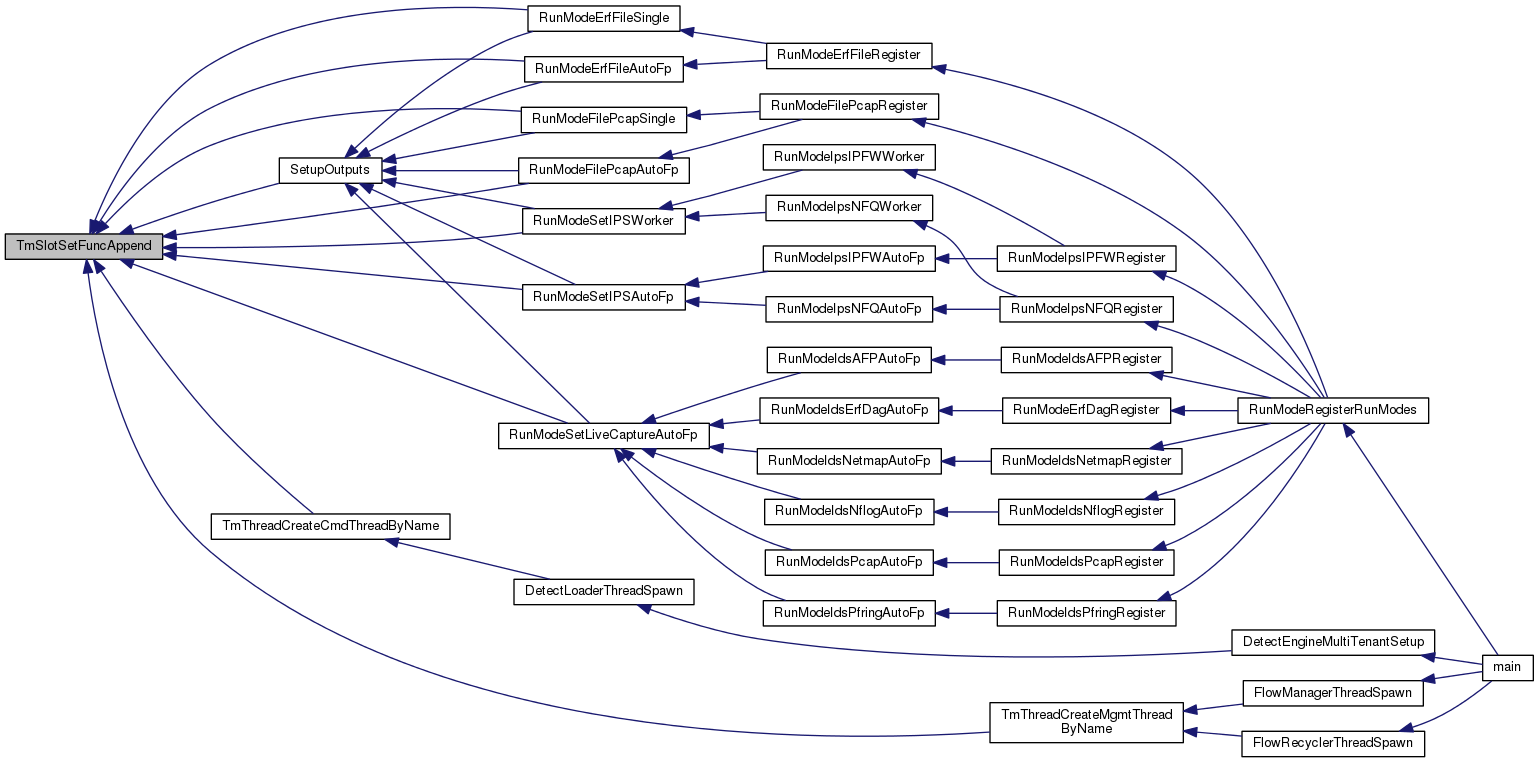 RunModeErfFileSingle
RunModeErfFileRegister
RunModeErfFileAutoFp
RunModeFilePcapRegister
RunModeFilePcapSingle
RunModeIpsIPFWWorker
SetupOutputs
RunModeFilePcapAutoFp
RunModeIpsNFQWorker
RunModeSetIPSWorker
TmSlotSetFuncAppend
RunModeIpsIPFWAutoFp
RunModeIpsIPFWRegister
RunModeSetIPSAutoFp
RunModeIpsNFQAutoFp
RunModeIpsNFQRegister
RunModeIdsAFPAutoFp
RunModeIdsAFPRegister
RunModeIdsErfDagAutoFp
RunModeErfDagRegister
RunModeRegisterRunModes
RunModeSetLiveCaptureAutoFp
RunModeIdsNetmapAutoFp
RunModeIdsNetmapRegister
RunModeIdsNflogAutoFp
RunModeIdsNflogRegister
TmThreadCreateCmdThreadByName
RunModeIdsPcapAutoFp
RunModeIdsPcapRegister
DetectLoaderThreadSpawn
RunModeIdsPfringAutoFp
RunModeIdsPfringRegister
DetectEngineMultiTenantSetup
main
FlowManagerThreadSpawn
TmThreadCreateMgmtThread
ByName
FlowRecyclerThreadSpawn